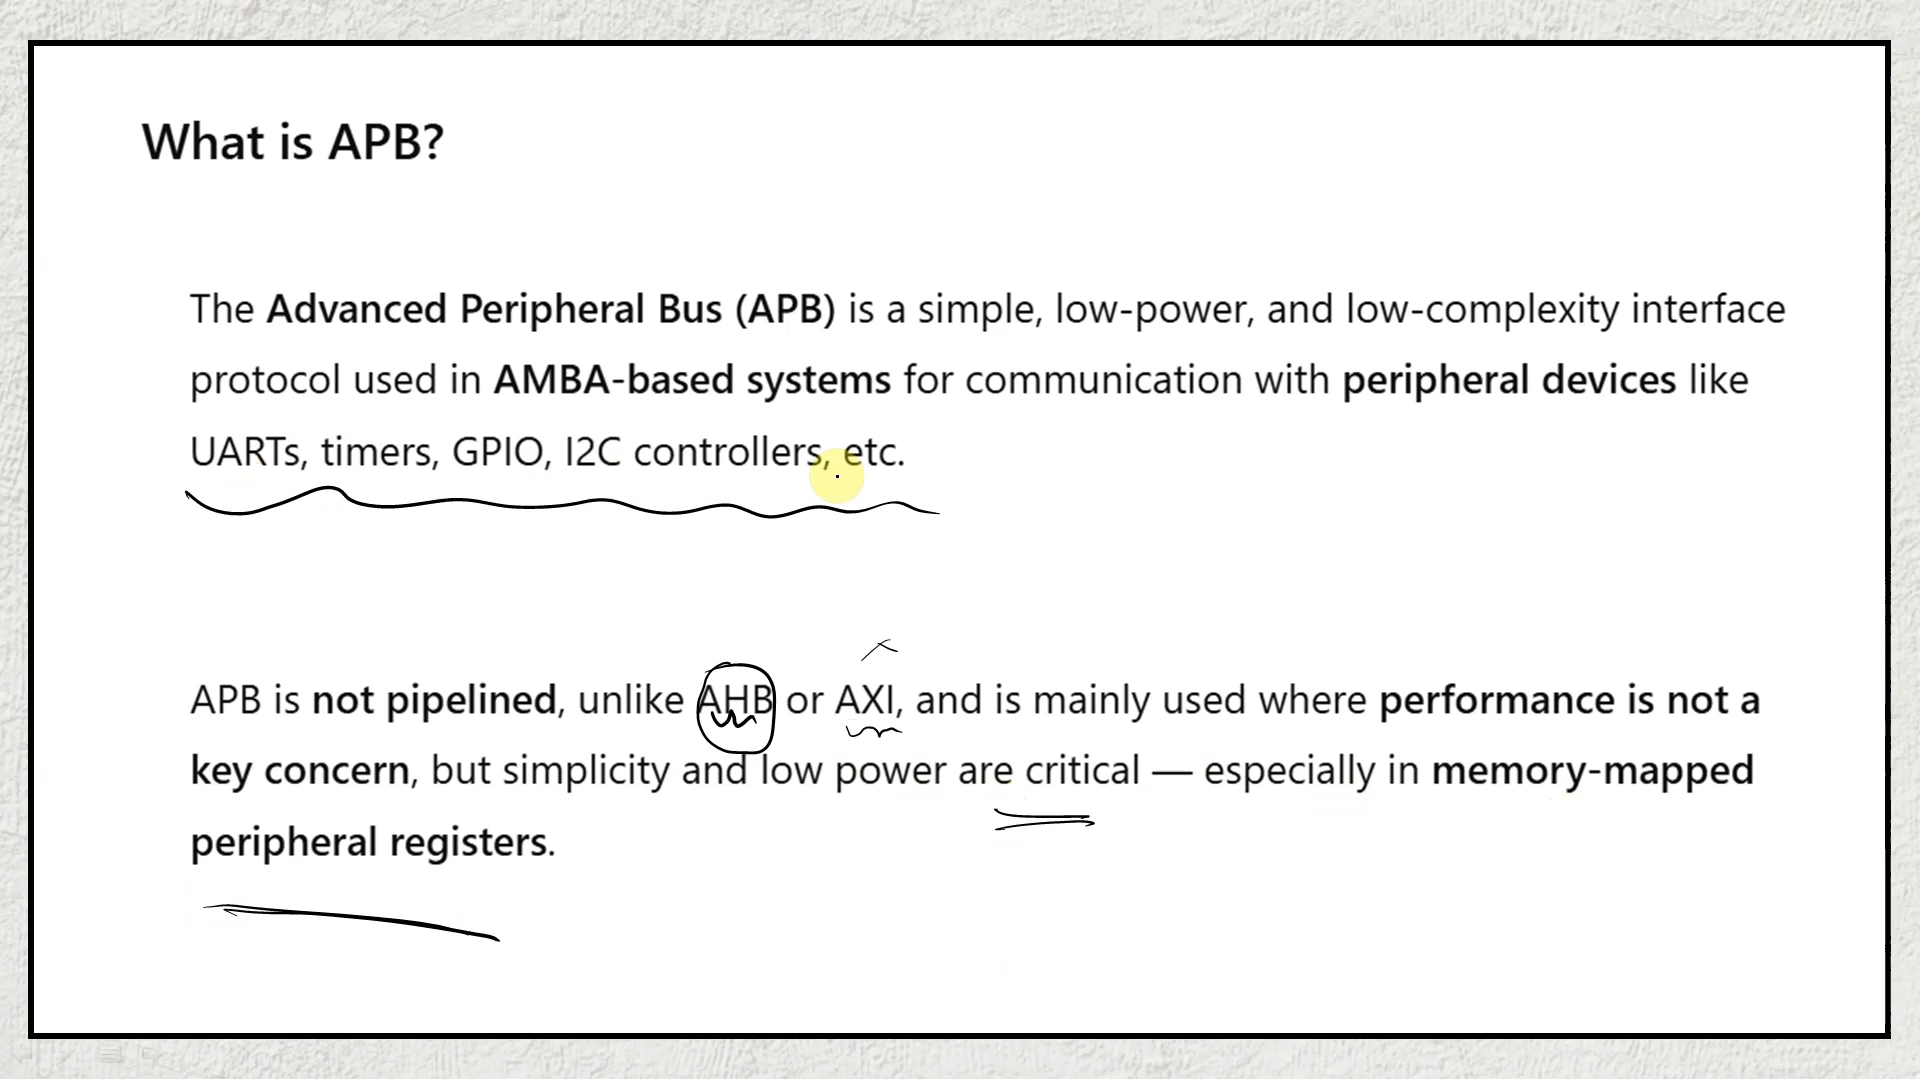 What is APB?
The Advanced Peripheral Bus (APB) is a simple, low-power, and low-complexity interface
protocol used in AMBA-based systems for communication with peripheral devices like
UARTs, timers, GPIO, I2C controllers, etc.
APB is not pipelined, unlike AHB or AXI, and is mainly used where performance is not a
key concern, but simplicity and low power are critical — especially in memory-mapped
peripheral registers.